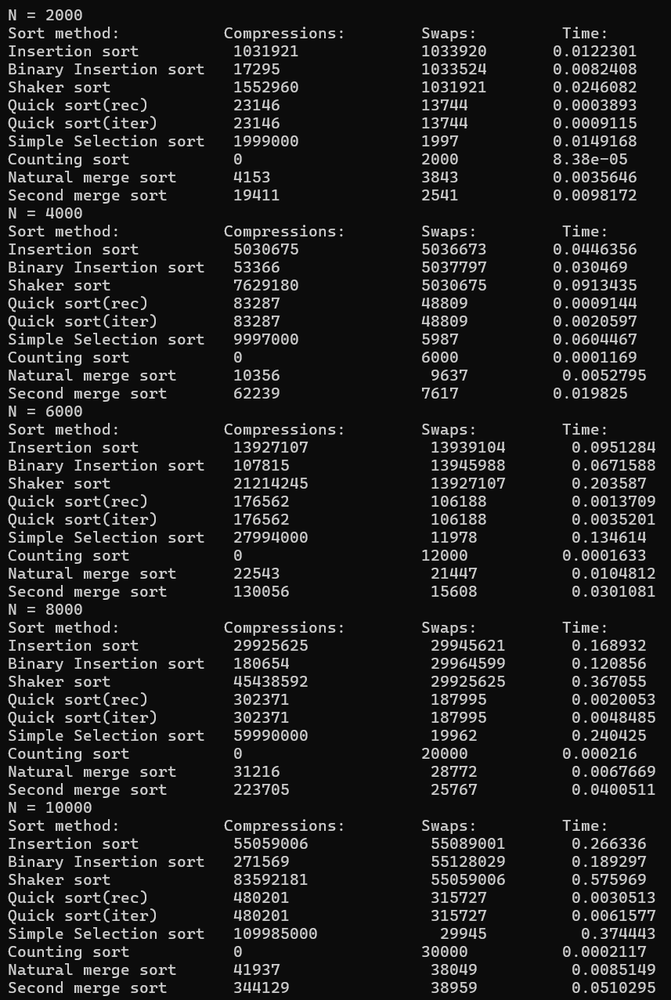 N = 2000
Sort method:           Compressions:        Swaps:         Time:
Insertion sort          1031921             1033920       0.0122301
Binary Insertion sort   17295               1033524       0.0082408
Shaker sort             1552960             1031921       0.0246082
Quick sort(rec)         23146               13744         0.0003893
Quick sort(iter)        23146               13744         0.0009115
Simple Selection sort   1999000             1997          0.0149168
Counting sort           0                   2000          8.38e-05
Natural merge sort      4153                3843          0.0035646
Second merge sort       19411               2541          0.0098172
N = 4000
Sort method:           Compressions:        Swaps:         Time:
Insertion sort          5030675             5036673       0.0446356
Binary Insertion sort   53366               5037797       0.030469
Shaker sort             7629180             5030675       0.0913435
Quick sort(rec)         83287               48809         0.0009144
Quick sort(iter)        83287               48809         0.0020597
Simple Selection sort   9997000             5987          0.0604467
Counting sort           0                   6000          0.0001169
Natural merge sort      10356                9637          0.0052795
Second merge sort       62239               7617          0.019825
N = 6000
Sort method:           Compressions:        Swaps:         Time:
Insertion sort          13927107             13939104       0.0951284
Binary Insertion sort   107815               13945988       0.0671588
Shaker sort             21214245             13927107       0.203587
Quick sort(rec)         176562               106188         0.0013709
Quick sort(iter)        176562               106188         0.0035201
Simple Selection sort   27994000             11978          0.134614
Counting sort           0                   12000          0.0001633
Natural merge sort      22543                21447          0.0104812
Second merge sort       130056               15608          0.0301081
N = 8000
Sort method:           Compressions:        Swaps:         Time:
Insertion sort          29925625             29945621       0.168932
Binary Insertion sort   180654               29964599       0.120856
Shaker sort             45438592             29925625       0.367055
Quick sort(rec)         302371               187995         0.0020053
Quick sort(iter)        302371               187995         0.0048485
Simple Selection sort   59990000             19962          0.240425
Counting sort           0                   20000          0.000216
Natural merge sort      31216                28772          0.0067669
Second merge sort       223705               25767          0.0400511
N = 10000
Sort method:           Compressions:        Swaps:         Time:
Insertion sort          55059006             55089001       0.266336
Binary Insertion sort   271569               55128029       0.189297
Shaker sort             83592181             55059006       0.575969
Quick sort(rec)         480201               315727         0.0030513
Quick sort(iter)        480201               315727         0.0061577
Simple Selection sort   109985000             29945          0.374443
Counting sort           0                   30000          0.0002117
Natural merge sort      41937                38049          0.0085149
Second merge sort       344129               38959          0.0510295